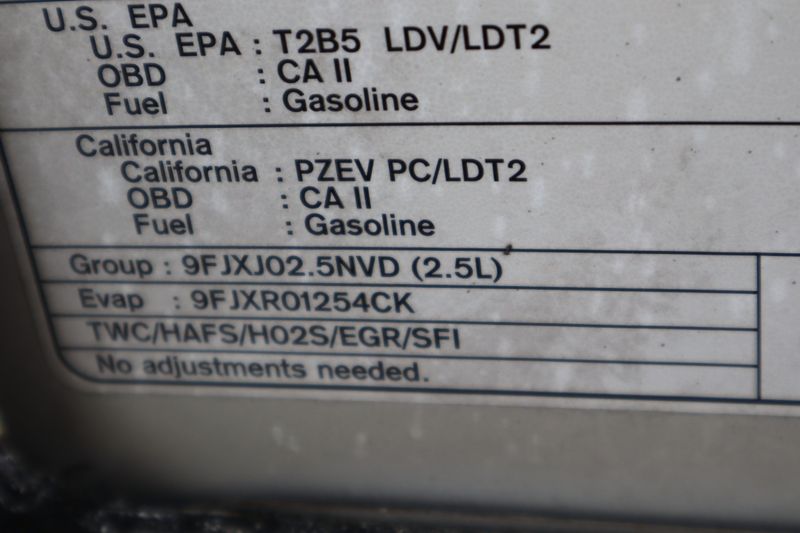 U.S. EPA
U.S. EPA : T2B5 LDV/LDT2
OBD : CA II
Fuel : Gasoline
California
California : PZEV PC/LDT2
OBD : CA II
Fuel : Gasoline
Group : 9FJXJ02.5NVD (2.5L)
Evap : 9FJXR01254CK
TWC/HAFS/HO2S/EGR/SFI
No adjustments needed.